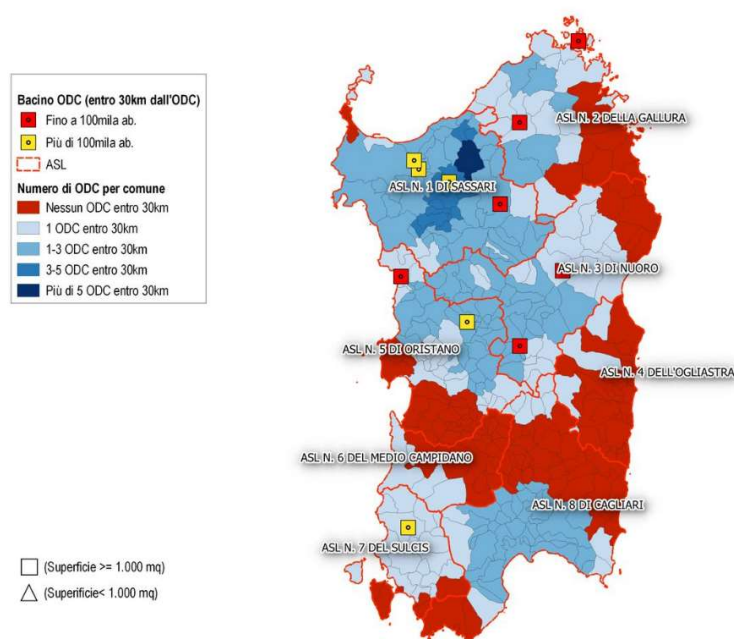 Bacino ODC (entro 30km dall'ODC)
Fino a 100mila ab.
Più di 100mila ab.
ASL
Numero di ODC per comune
Nessun ODC entro 30km
1 ODC entro 30km
1-3 ODC entro 30km
3-5 ODC entro 30km
Più di 5 ODC entro 30km
ASL N. 2 DELLA GALLURA
ASL N. 1 DI SASSARI
ASL N. 3 DI NUORO
ASL N. 5 DI ORISTANO
ASL N. 4 DELL'OGLIASTRA
ASL N. 6 DEL MEDIO CAMPIDANO
ASL N. 8 DI CAGLIARI
ASL N. 7 DEL SULCIS
(Superficie >= 1.000 mq)
(Superificie< 1.000 mq)